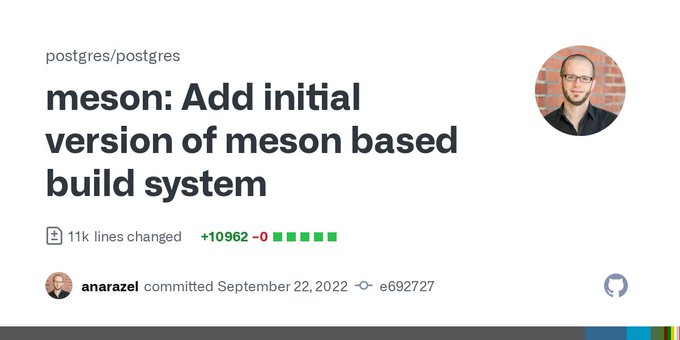 postgres/postgres
meson: Add initial
version of meson based
build system
11k lines changed +10962 −0
anarazel committed September 22, 2022 e692727